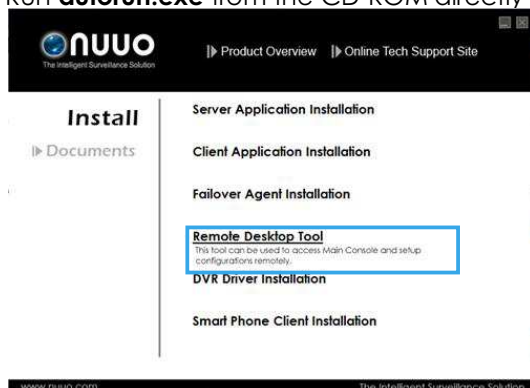 Run autorun.exe from the CD-ROM directly
nuuo
The Intelligent Surveillance Solution
Product Overview Online Tech Support Site
Install
Documents
Server Application Installation
Client Application Installation
Failover Agent Installation
Remote Desktop Tool
This tool can be used to access Main Console and setup
configurations remotely.
DVR Driver Installation
Smart Phone Client Installation
www.nuuo.com The Intelligent Surveillance Solution